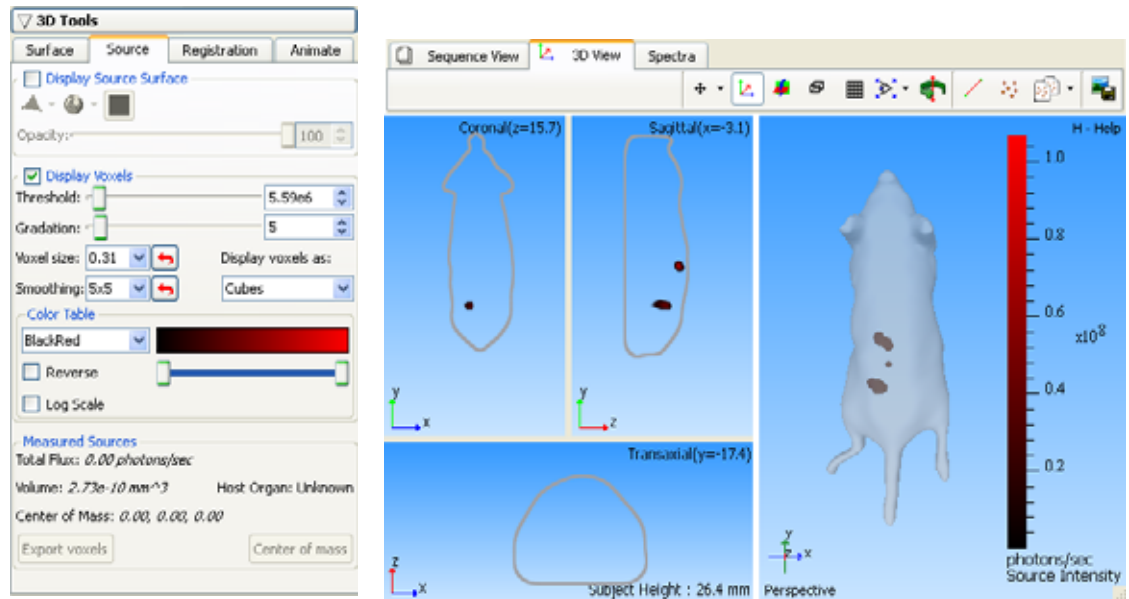 3D Tools
Surface Source Registration Animate
Display Source Surface
Opacity: 100
Display Voxels
Threshold: 5.59e6
Gradation: 5
Voxel size: 0.31 Display voxels as:
Smoothing: 5x5 Cubes
Color Table
BlackRed
Reverse
Log Scale
Measured Sources
Total Flux: 0.00 photons/sec
Volume: 2.73e-10 mm^3 Host Organ: Unknown
Center of Mass: 0.00, 0.00, 0.00
Export voxels Center of mass
Sequence View 3D View Spectra
Coronal(z=15.7)
y
x
Sagittal(x=-3.1)
y
z
Transaxial(y=-17.4)
z
x
Subject Height : 26.4 mm
H - Help
1.0
0.8
0.6
x10^8
0.4
0.2
photons/sec
Source Intensity
y
z x
Perspective